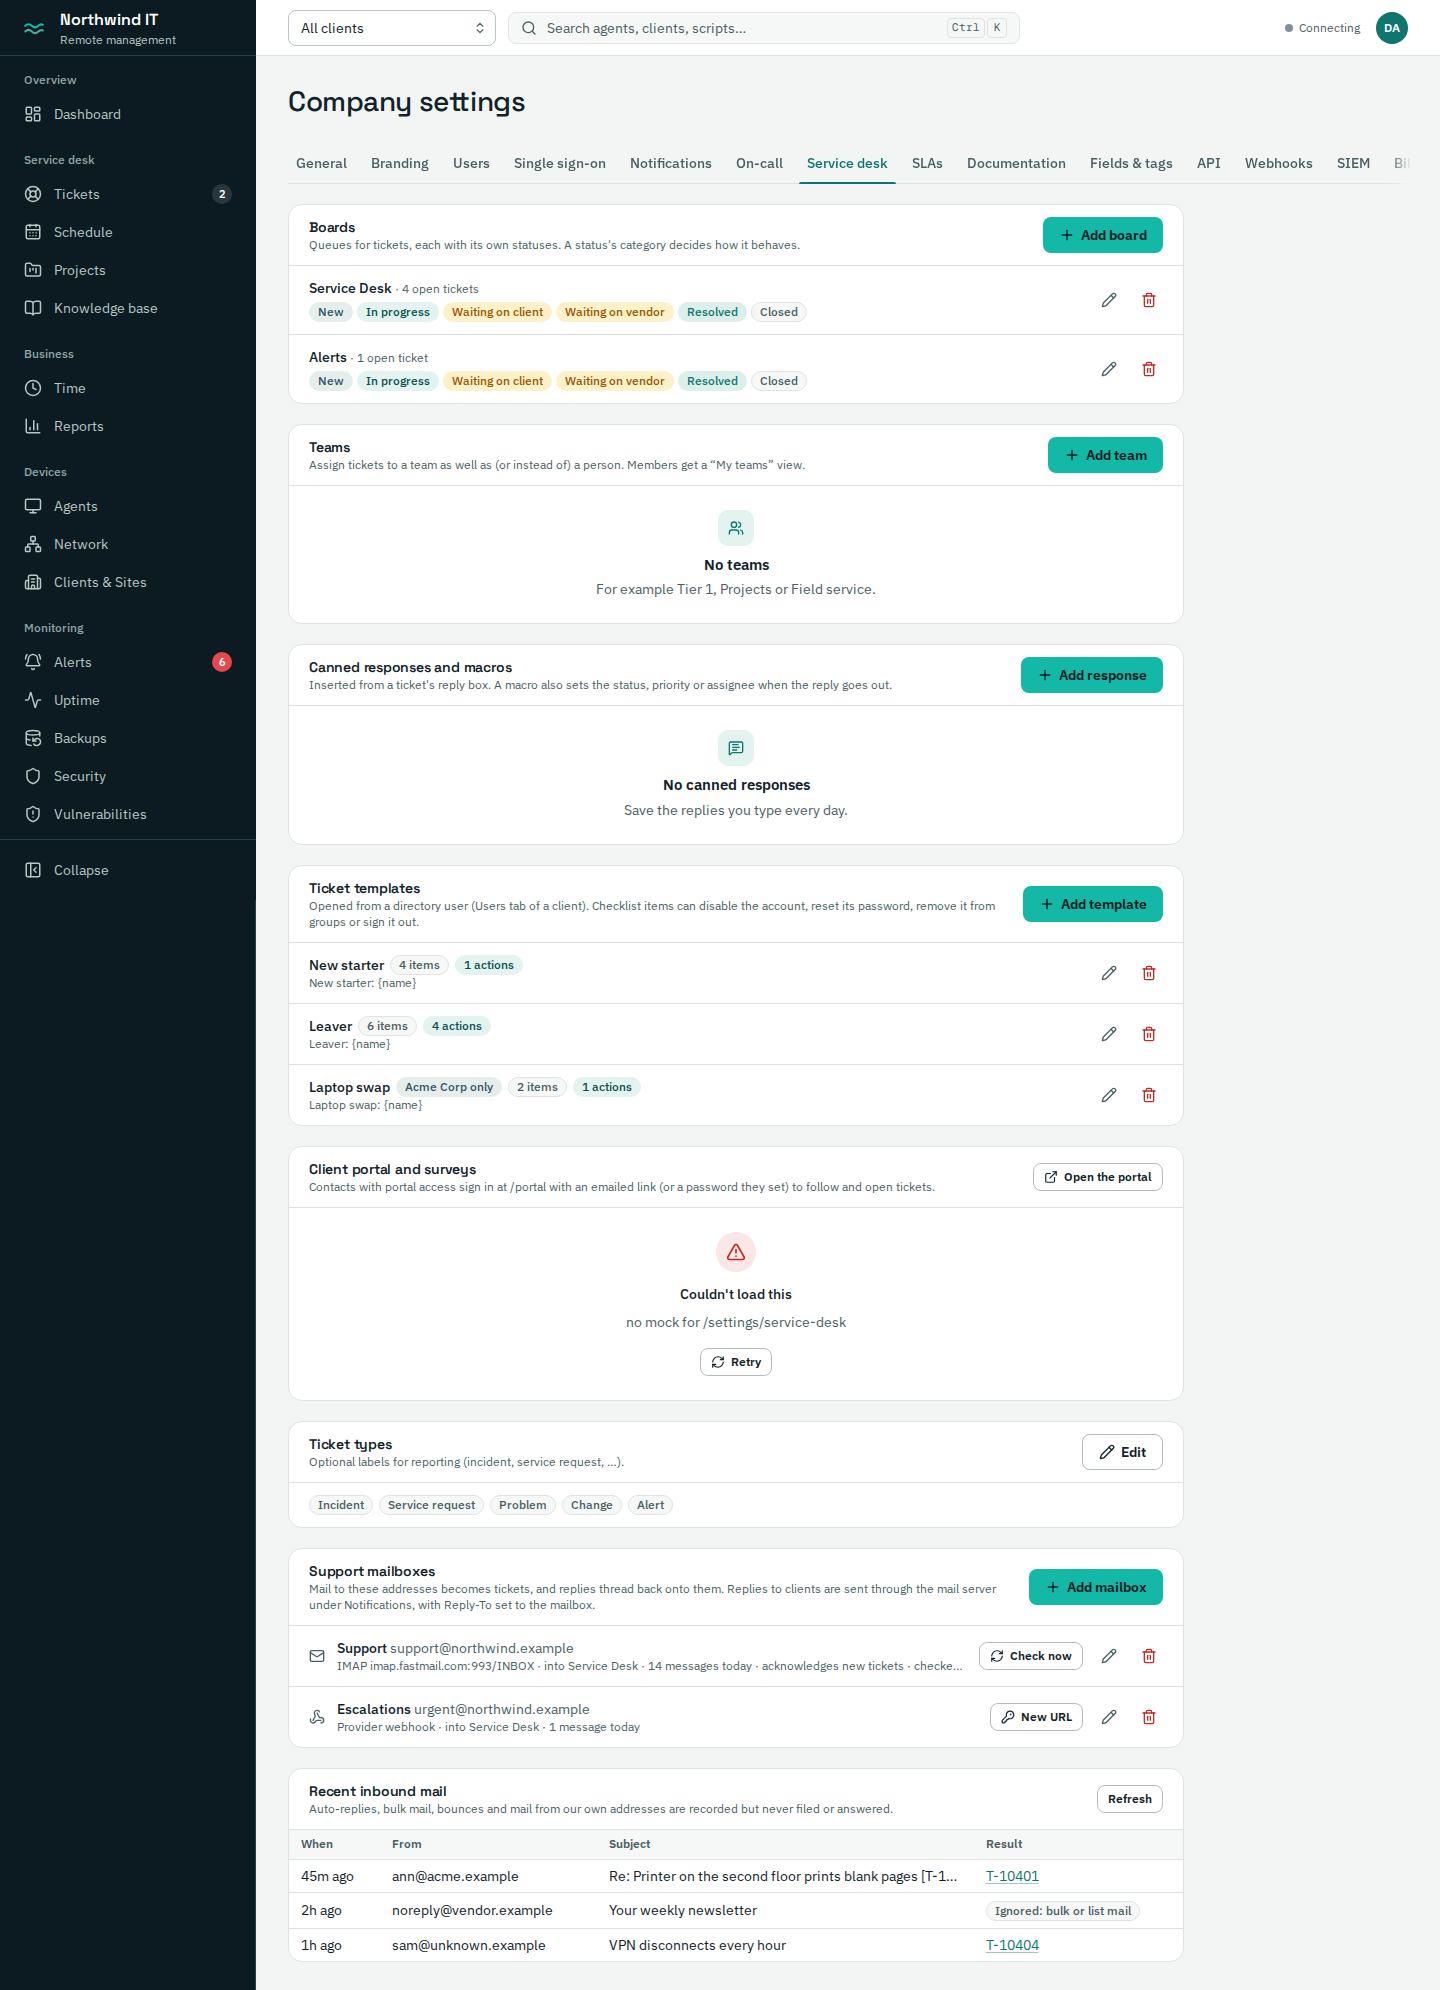 Northwind IT
Remote management
All clients
Search agents, clients, scripts...
Ctrl K
Connecting
DA
Overview
Dashboard
Service desk
Tickets 2
Schedule
Projects
Knowledge base
Business
Time
Reports
Devices
Agents
Network
Clients & Sites
Monitoring
Alerts 6
Uptime
Backups
Security
Vulnerabilities
Collapse
Company settings
General Branding Users Single sign-on Notifications On-call Service desk SLAs Documentation Fields & tags API Webhooks SIEM
Boards
Queues for tickets, each with its own statuses. A status's category decides how it behaves.
Add board
Service Desk · 4 open tickets
New In progress Waiting on client Waiting on vendor Resolved Closed
Alerts · 1 open ticket
New In progress Waiting on client Waiting on vendor Resolved Closed
Teams
Assign tickets to a team as well as (or instead of) a person. Members get a “My teams” view.
Add team
No teams
For example Tier 1, Projects or Field service.
Canned responses and macros
Inserted from a ticket's reply box. A macro also sets the status, priority or assignee when the reply goes out.
Add response
No canned responses
Save the replies you type every day.
Ticket templates
Opened from a directory user (Users tab of a client). Checklist items can disable the account, reset its password, remove it from
groups or sign it out.
Add template
New starter 4 items 1 actions
New starter: {name}
Leaver 6 items 4 actions
Leaver: {name}
Laptop swap Acme Corp only 2 items 1 actions
Laptop swap: {name}
Client portal and surveys
Contacts with portal access sign in at /portal with an emailed link (or a password they set) to follow and open tickets.
Open the portal
Couldn't load this
no mock for /settings/service-desk
Retry
Ticket types
Optional labels for reporting (incident, service request, ...).
Edit
Incident Service request Problem Change Alert
Support mailboxes
Mail to these addresses becomes tickets, and replies thread back onto them. Replies to clients are sent through the mail server
under Notifications, with Reply-To set to the mailbox.
Add mailbox
Support support@northwind.example
IMAP imap.fastmail.com:993/INBOX · into Service Desk · 14 messages today · acknowledges new tickets · checke...
Check now
Escalations urgent@northwind.example
Provider webhook · into Service Desk · 1 message today
New URL
Recent inbound mail
Auto-replies, bulk mail, bounces and mail from our own addresses are recorded but never filed or answered.
Refresh
When From Subject Result
45m ago ann@acme.example Re: Printer on the second floor prints blank pages [T-1... T-10401
2h ago noreply@vendor.example Your weekly newsletter Ignored: bulk or list mail
1h ago sam@unknown.example VPN disconnects every hour T-10404